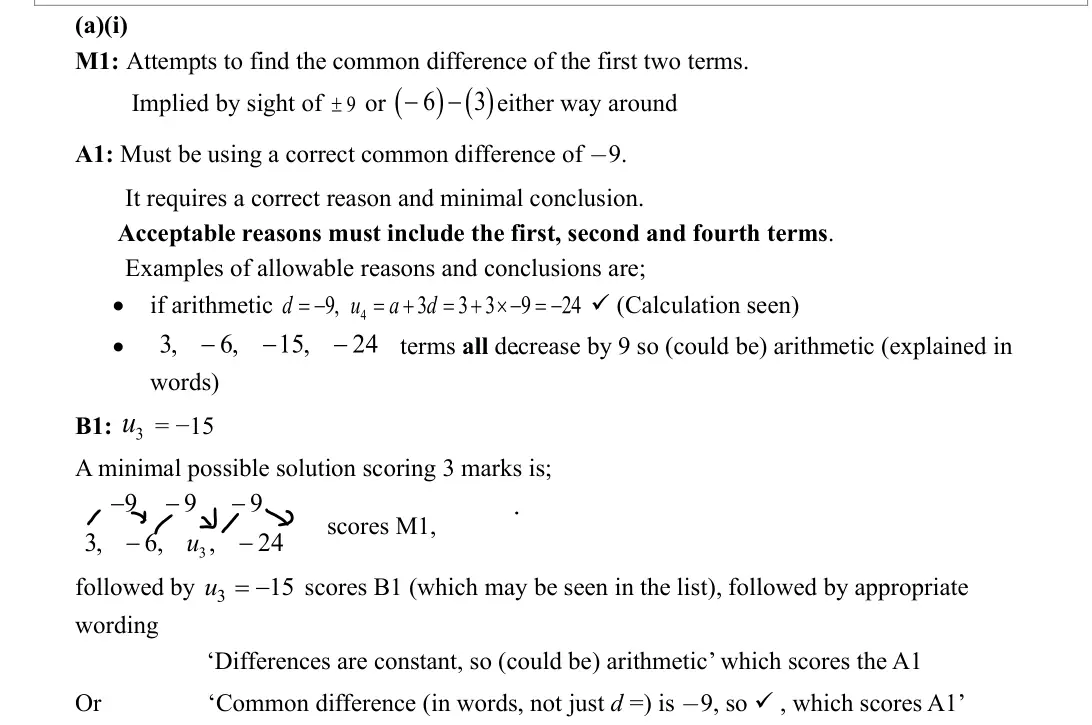 (a)(i)
M1: Attempts to find the common difference of the first two terms.
Implied by sight of ± 9 or (− 6) − (3) either way around
A1: Must be using a correct common difference of −9.
It requires a correct reason and minimal conclusion.
Acceptable reasons must include the first, second and fourth terms.
Examples of allowable reasons and conclusions are;
• if arithmetic d = −9, u₄ = a + 3d = 3 + 3 × −9 = −24 ✓ (Calculation seen)
• 3, − 6, −15, − 24 terms all decrease by 9 so (could be) arithmetic (explained in
words)
B1: u₃ = −15
A minimal possible solution scoring 3 marks is;
−9 − 9 − 9
3, − 6, u₃, − 24 scores M1,
followed by u₃ = −15 scores B1 (which may be seen in the list), followed by appropriate
wording
‘Differences are constant, so (could be) arithmetic’ which scores the A1
Or ‘Common difference (in words, not just d =) is −9, so ✓ , which scores A1’